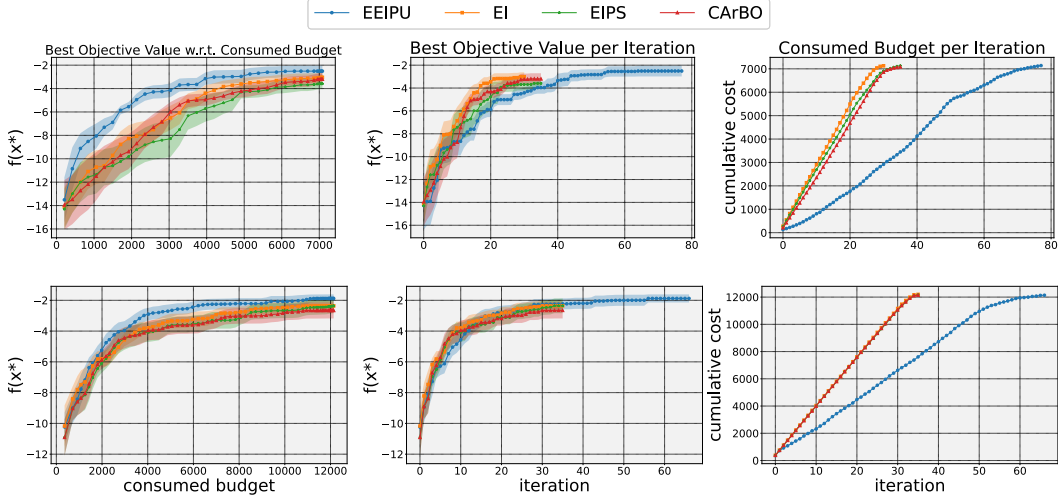 EEIPU EI EIPS CArBO
Best Objective Value w.r.t. Consumed Budget
Best Objective Value per Iteration
Consumed Budget per Iteration
f(x*)
−2
−4
−6
−8
−10
−12
−14
−16
0 1000 2000 3000 4000 5000 6000 7000
f(x*)
−2
−4
−6
−8
−10
−12
−14
−16
0 20 40 60 80
cumulative cost
7000
6000
5000
4000
3000
2000
1000
0
0 20 40 60 80
f(x*)
−2
−4
−6
−8
−10
−12
0 2000 4000 6000 8000 10000 12000
consumed budget
f(x*)
−2
−4
−6
−8
−10
−12
0 10 20 30 40 50 60
iteration
cumulative cost
12000
10000
8000
6000
4000
2000
0
0 10 20 30 40 50 60
iteration